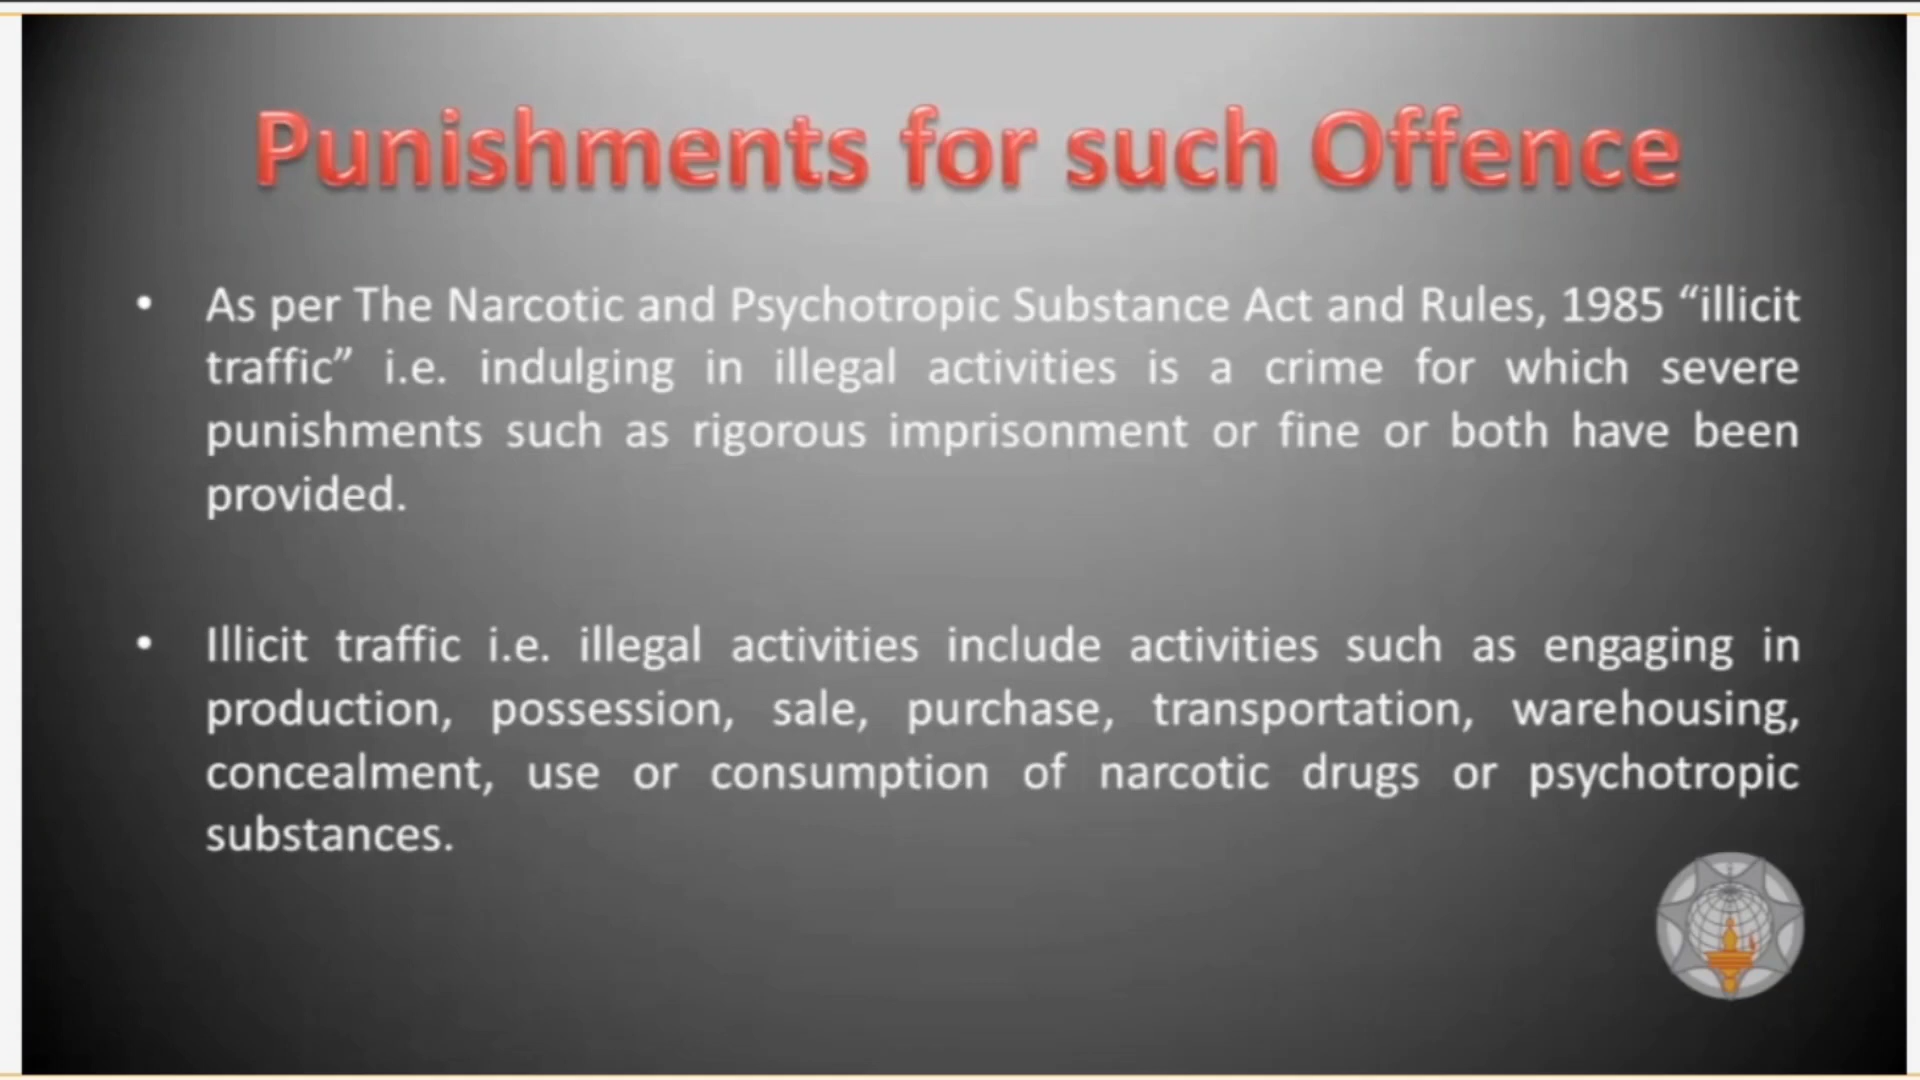 Punishments for such Offence
• As per The Narcotic and Psychotropic Substance Act and Rules, 1985 “illicit
traffic” i.e. indulging in illegal activities is a crime for which severe
punishments such as rigorous imprisonment or fine or both have been
provided.
• Illicit traffic i.e. illegal activities include activities such as engaging in
production, possession, sale, purchase, transportation, warehousing,
concealment, use or consumption of narcotic drugs or psychotropic
substances.